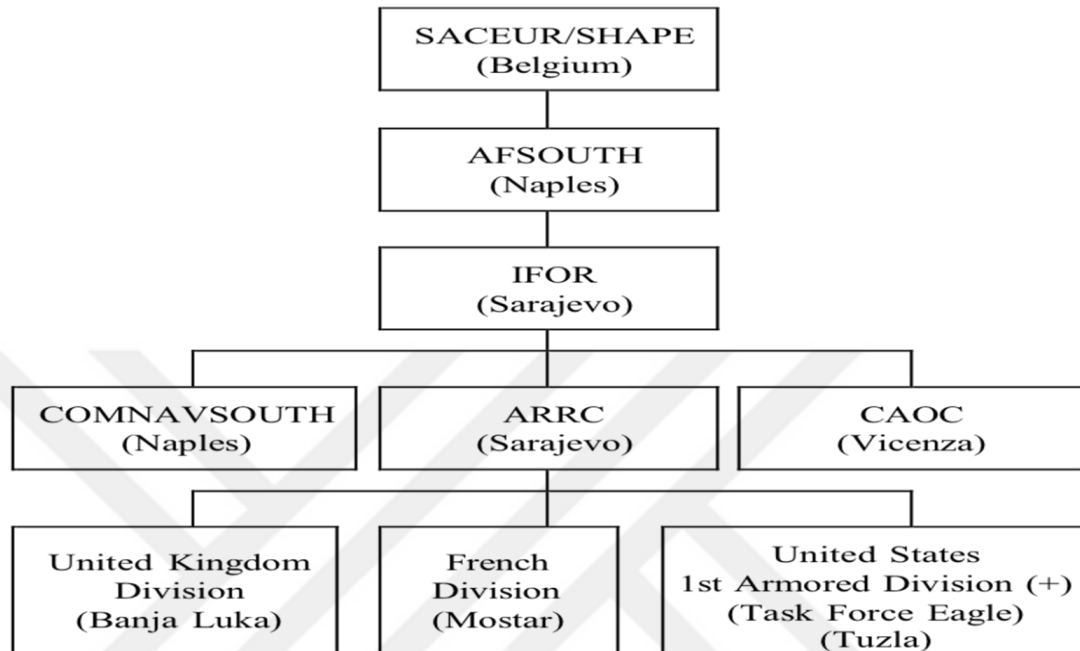 SACEUR/SHAPE
(Belgium)
AFSOUTH
(Naples)
IFOR
(Sarajevo)
COMNAVSOUTH
(Naples)
ARRC
(Sarajevo)
CAOC
(Vicenza)
United Kingdom
Division
(Banja Luka)
French
Division
(Mostar)
United States
1st Armored Division (+)
(Task Force Eagle)
(Tuzla)